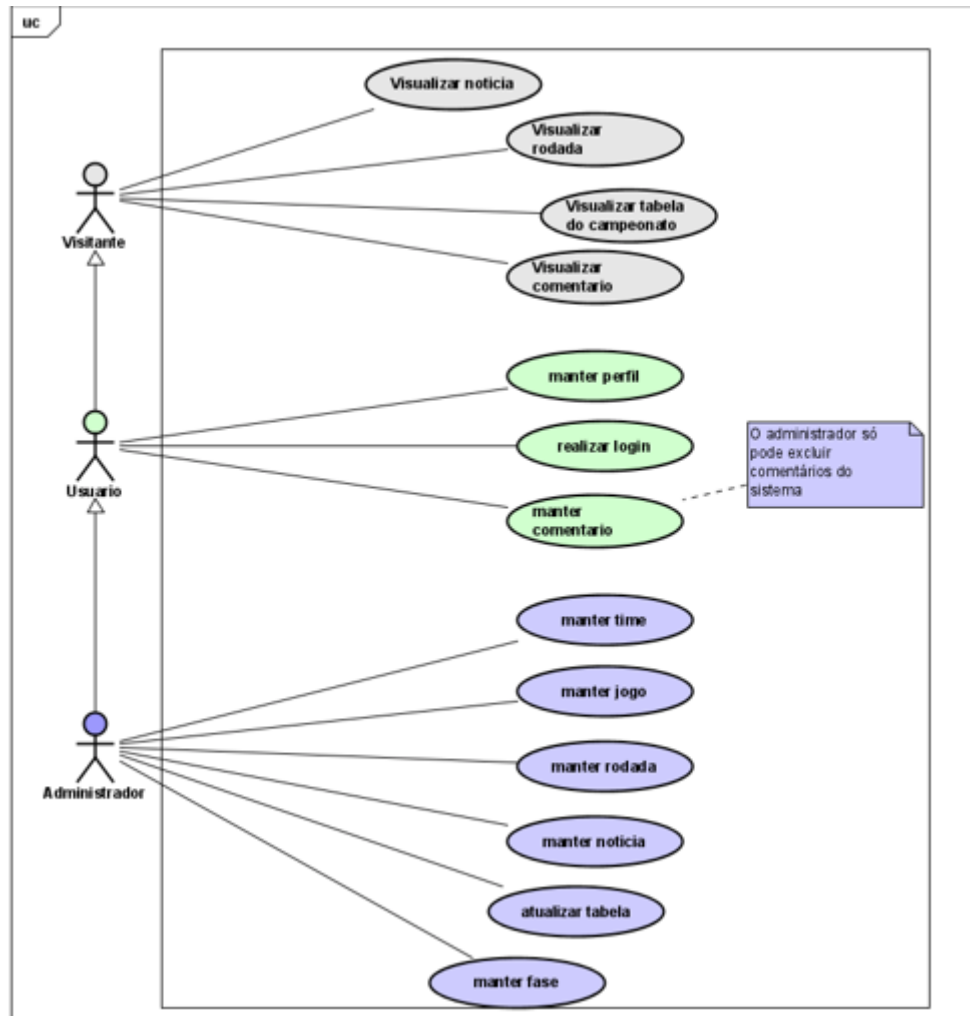 uc
Visualizar noticia
Visualizar
rodada
Visitante
Visualizar tabela
do campeonato
Visualizar
comentario
manter perfil
Usuario
realizar login
manter
comentario
O administrador só
pode excluir
comentários do
sistema
manter time
manter jogo
Administrador
manter rodada
manter noticia
atualizar tabela
manter fase